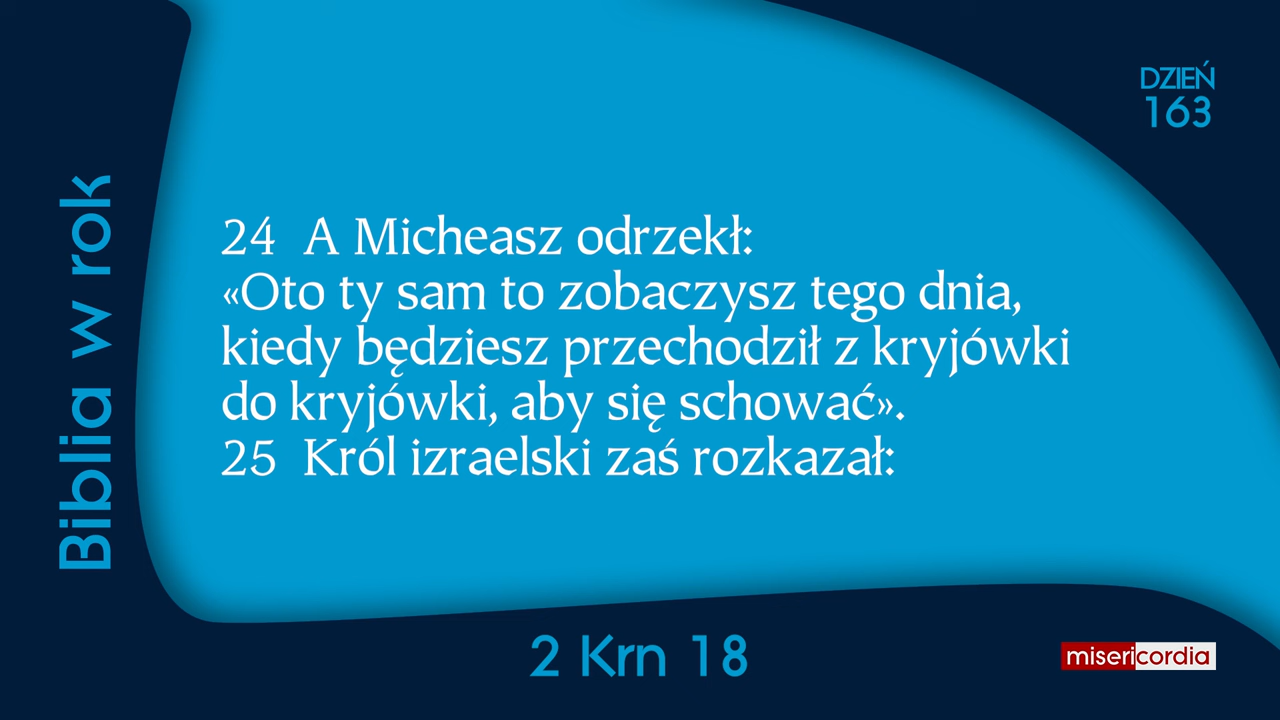 DZIEŃ
163
Biblia w rok
24 A Micheasz odrzekł:
«Oto ty sam to zobaczysz tego dnia,
kiedy będziesz przechodził z kryjówki
do kryjówki, aby się schować».
25 Król izraelski zaś rozkazał:
2 Krn 18
misericordia